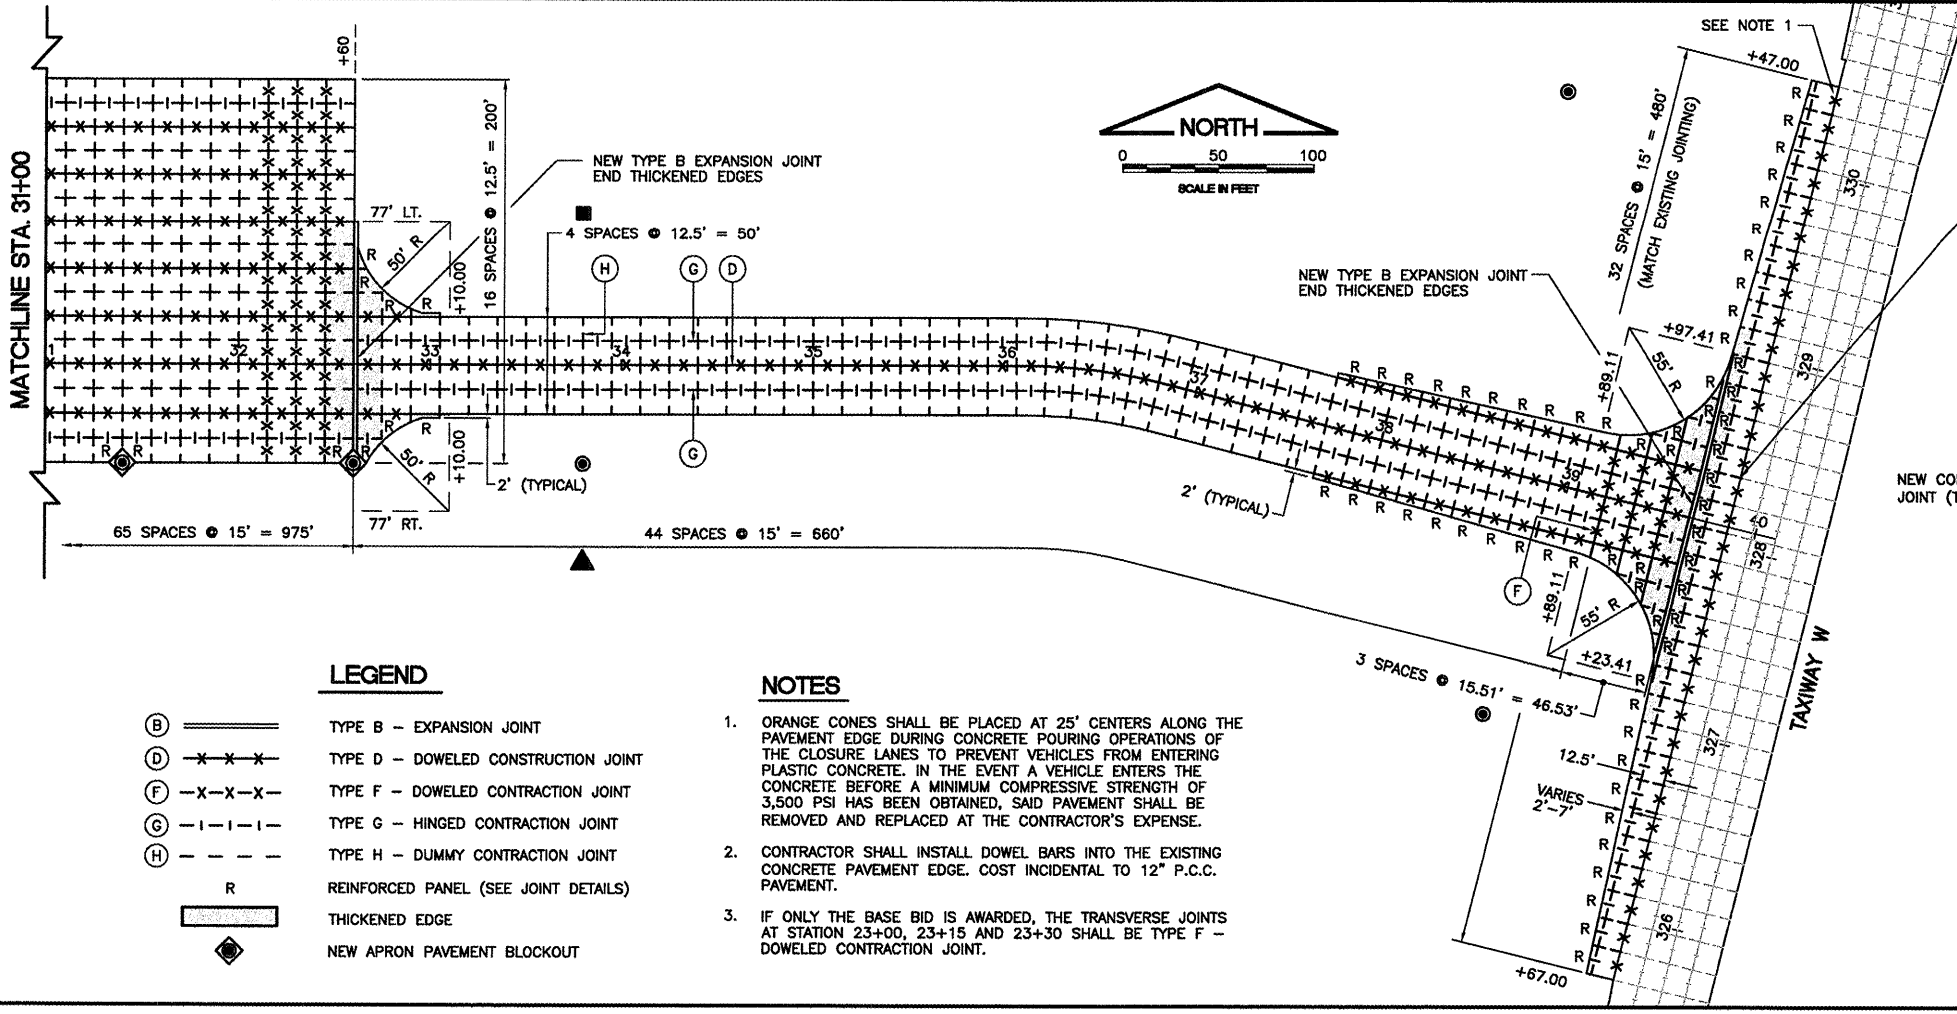 SEE NOTE 1
+47.00
+60
MATCHLINE STA. 31+00
NEW TYPE B EXPANSION JOINT
END THICKENED EDGES
16 SPACES @ 12.5' = 200'
77' LT.
50' R
+10.00
4 SPACES @ 12.5' = 50'
H
G
D
NORTH
0 50 100
SCALE IN FEET
32 SPACES @ 15' = 480'
(MATCH EXISTING JOINTING)
NEW TYPE B EXPANSION JOINT
END THICKENED EDGES
+97.41
55' R
+89.11
330
329
328
327
326
32
33
34
35
36
37
38
39
40
R R
50' R
+10.00
77' RT.
2' (TYPICAL)
G
2' (TYPICAL)
F
+89.11
55' R
+23.41
NEW CO
JOINT (T
65 SPACES @ 15' = 975'
44 SPACES @ 15' = 660'
3 SPACES @ 15.51' = 46.53'
12.5'
VARIES
2'-7'
TAXIWAY W
+67.00
LEGEND
B TYPE B - EXPANSION JOINT
D TYPE D - DOWELED CONSTRUCTION JOINT
F TYPE F - DOWELED CONTRACTION JOINT
G TYPE G - HINGED CONTRACTION JOINT
H TYPE H - DUMMY CONTRACTION JOINT
R REINFORCED PANEL (SEE JOINT DETAILS)
THICKENED EDGE
NEW APRON PAVEMENT BLOCKOUT
NOTES
1. ORANGE CONES SHALL BE PLACED AT 25' CENTERS ALONG THE
PAVEMENT EDGE DURING CONCRETE POURING OPERATIONS OF
THE CLOSURE LANES TO PREVENT VEHICLES FROM ENTERING
PLASTIC CONCRETE. IN THE EVENT A VEHICLE ENTERS THE
CONCRETE BEFORE A MINIMUM COMPRESSIVE STRENGTH OF
3,500 PSI HAS BEEN OBTAINED, SAID PAVEMENT SHALL BE
REMOVED AND REPLACED AT THE CONTRACTOR'S EXPENSE.
2. CONTRACTOR SHALL INSTALL DOWEL BARS INTO THE EXISTING
CONCRETE PAVEMENT EDGE. COST INCIDENTAL TO 12" P.C.C.
PAVEMENT.
3. IF ONLY THE BASE BID IS AWARDED, THE TRANSVERSE JOINTS
AT STATION 23+00, 23+15 AND 23+30 SHALL BE TYPE F -
DOWELED CONTRACTION JOINT.